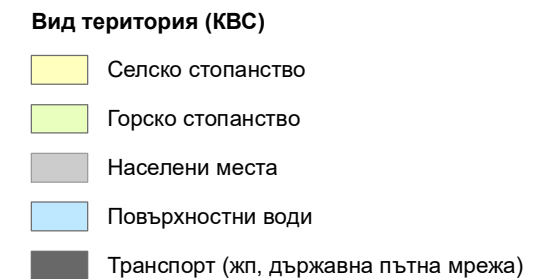 Вид територия (КВС)
Селско стопанство
Горско стопанство
Населени места
Повърхностни води
Транспорт (жп, държавна пътна мрежа)